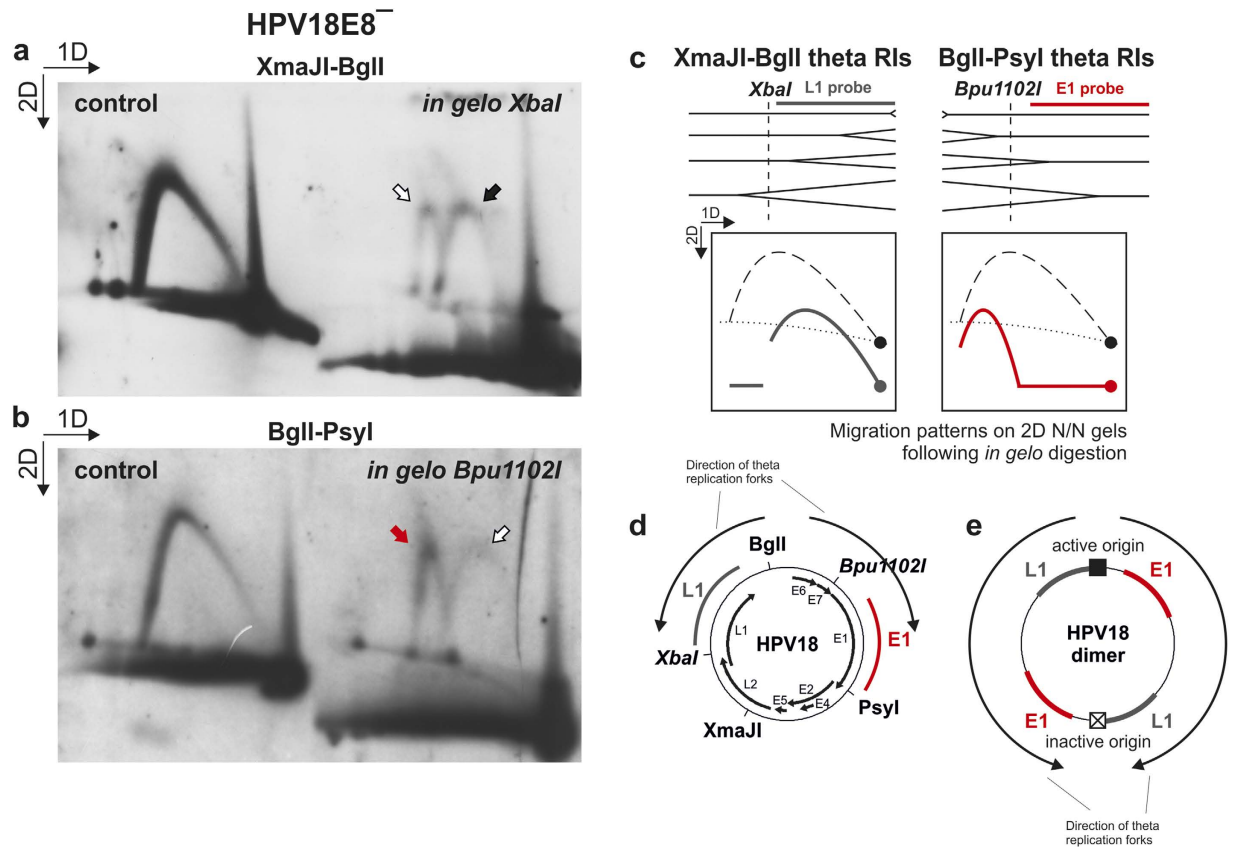 HPV18E8⁻
a
1D
2D
XmaJI-BglI
control
in gelo XbaI
b
1D
2D
BglI-PsyI
control
in gelo Bpu1102I
c
XmaJI-BglI theta RIs
BglI-PsyI theta RIs
XbaI
L1 probe
Bpu1102I
E1 probe
1D
2D
Migration patterns on 2D N/N gels
following in gelo digestion
Direction of theta
replication forks
d
BglI
Bpu1102I
L1
E6
E7
L1
HPV18
E1
E1
XbaI
L2
E2
E5
E4
PsyI
XmaJI
e
active origin
L1
E1
HPV18
dimer
E1
L1
inactive origin
Direction of theta
replication forks